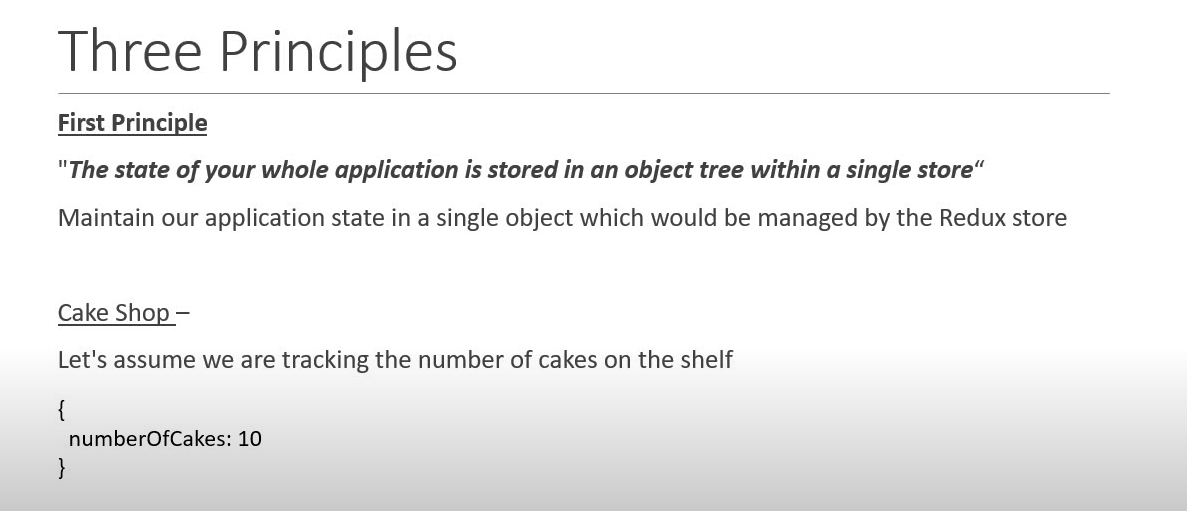 Three Principles
First Principle
"The state of your whole application is stored in an object tree within a single store“
Maintain our application state in a single object which would be managed by the Redux store
Cake Shop –
Let's assume we are tracking the number of cakes on the shelf
{
numberOfCakes: 10
}